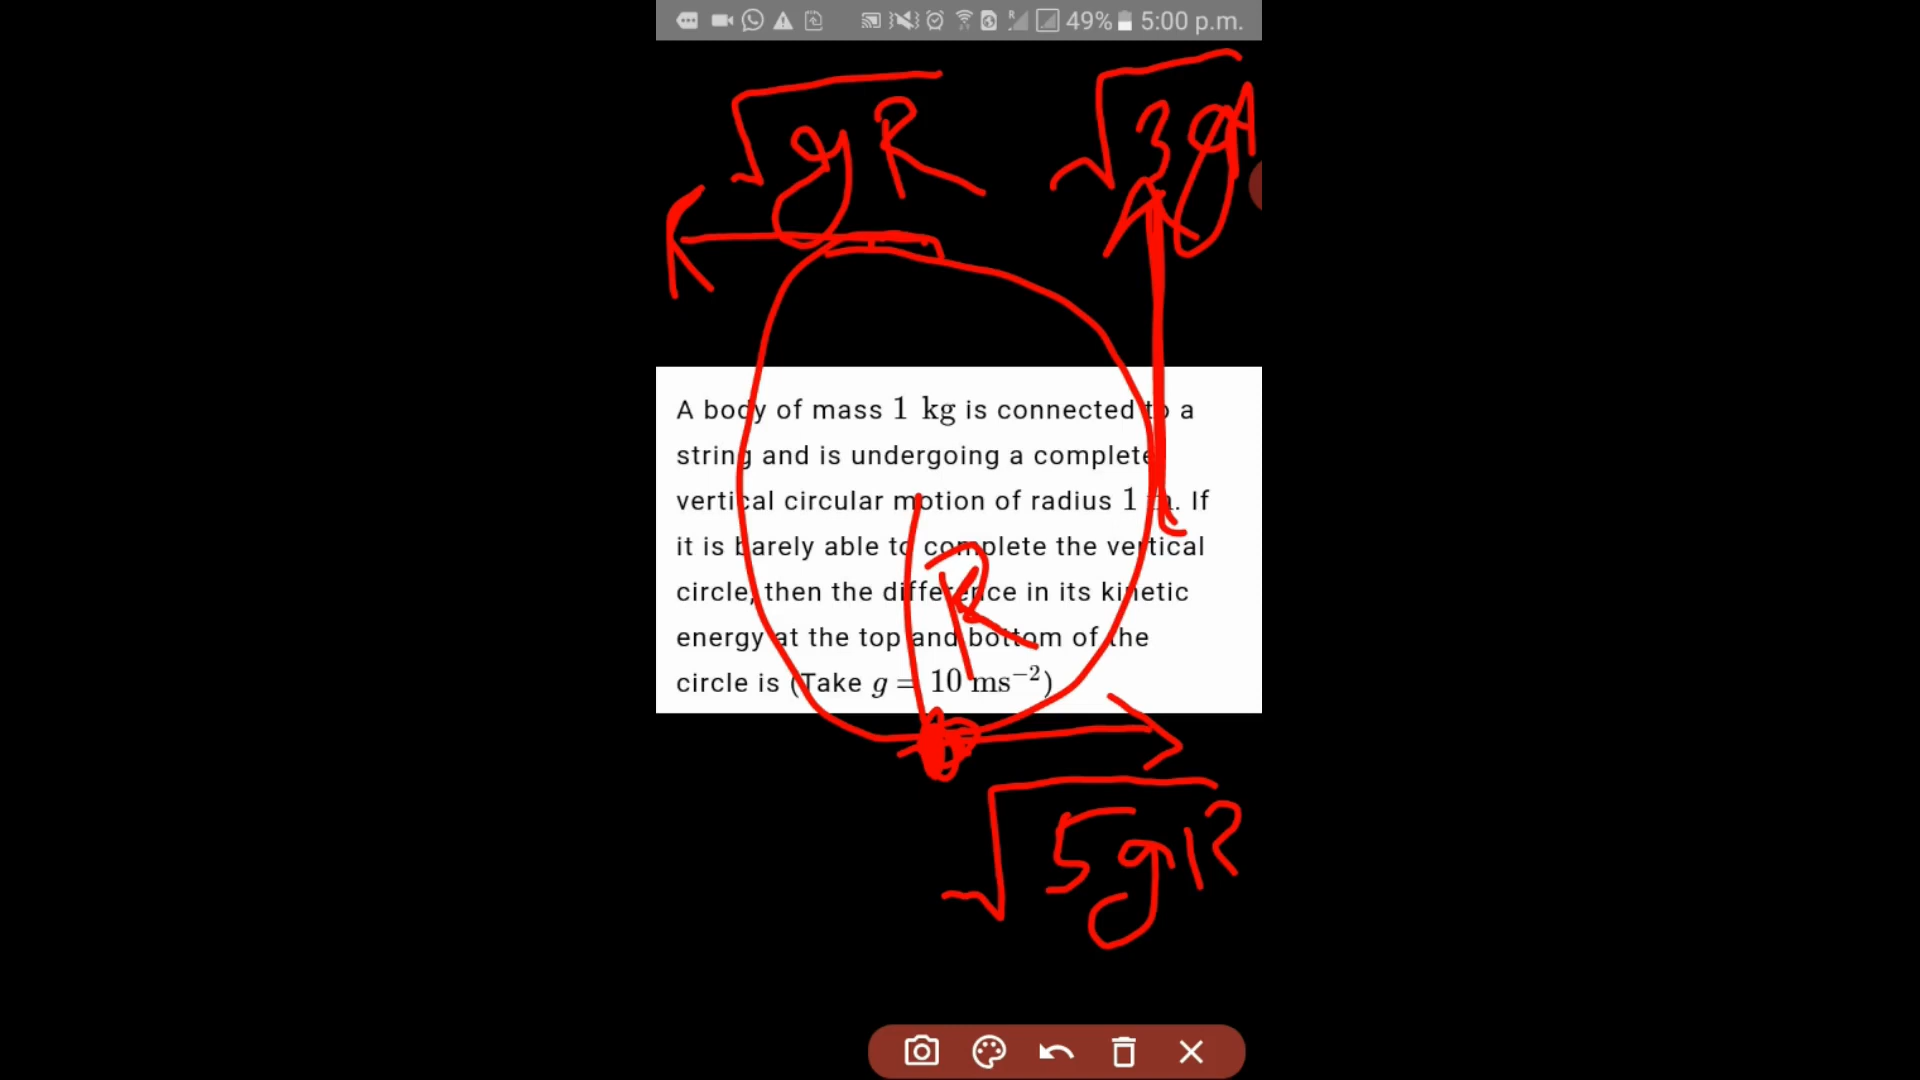 49% 5:00 p.m.
√gR √3gR
A body of mass 1 kg is connected to a
string and is undergoing a complete
vertical circular motion of radius 1 m. If
it is barely able to complete the vertical
circle, then the difference in its kinetic
energy at the top and bottom of the
circle is (Take g = 10 ms⁻²)
R
√5gR